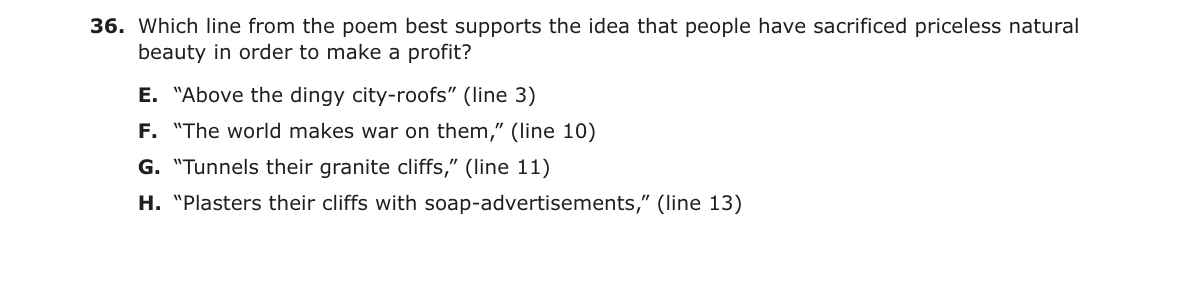 36. Which line from the poem best supports the idea that people have sacrificed priceless natural
beauty in order to make a profit?
E. “Above the dingy city-roofs” (line 3)
F. “The world makes war on them,” (line 10)
G. “Tunnels their granite cliffs,” (line 11)
H. “Plasters their cliffs with soap-advertisements,” (line 13)